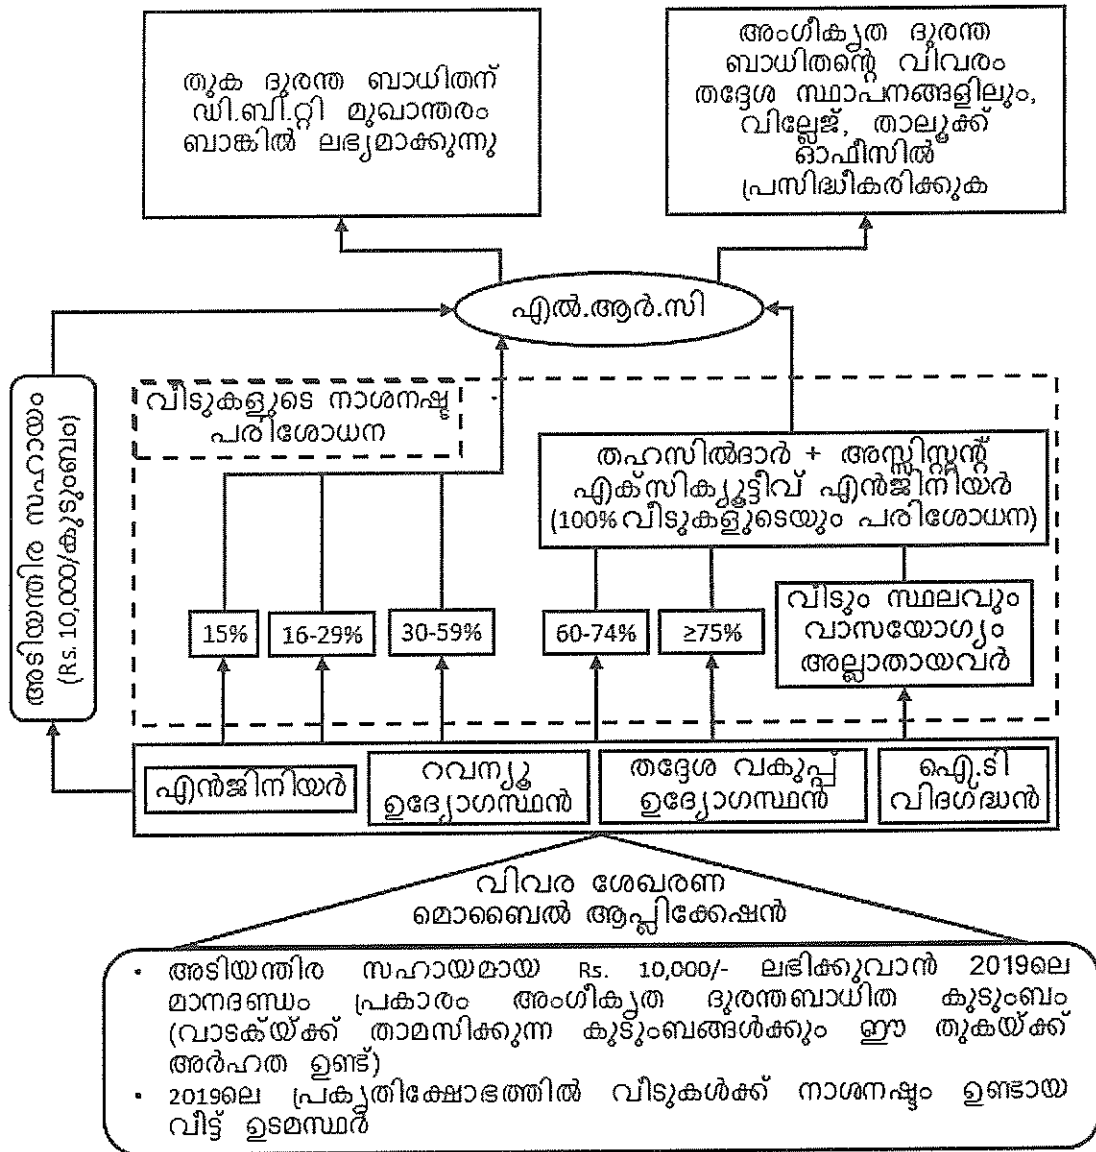 തുക ദുരന്ത ബാധിതന്
ഡി.ബി.റ്റി മുഖാന്തരം
ബാങ്കിൽ ലഭ്യമാക്കുന്നു
അംഗീകൃത ദുരന്ത
ബാധിതന്റെ വിവരം
തദ്ദേശ സ്ഥാപനങ്ങളിലും,
വില്ലേജ്, താലൂക്ക്
ഓഫീസിൽ
പ്രസിദ്ധീകരിക്കുക
എൽ.ആർ.സി
അടിയന്തിര സഹായം
(Rs. 10,000/കുടുംബം)
വീടുകളുടെ നാശനഷ്ട
പരിശോധന
തഹസിൽദാർ + അസ്സിസ്റ്റന്റ്
എക്സിക്യൂട്ടീവ് എൻജിനിയർ
(100% വീടുകളുടെയും പരിശോധന)
15%
16-29%
30-59%
60-74%
≥75%
വീടും സ്ഥലവും
വാസയോഗ്യം
അല്ലാതായവർ
എൻജിനിയർ
റവന്യൂ
ഉദ്യോഗസ്ഥൻ
തദ്ദേശ വകുപ്പ്
ഉദ്യോഗസ്ഥൻ
ഐ.ടി
വിദഗ്ദ്ധൻ
വിവര ശേഖരണ
മൊബൈൽ ആപ്ലിക്കേഷൻ
• അടിയന്തിര സഹായമായ Rs. 10,000/- ലഭിക്കുവാൻ 2019ലെ
മാനദണ്ഡം പ്രകാരം അംഗീകൃത ദുരന്തബാധിത കുടുംബം
(വാടക്യ്ക്ക് താമസിക്കുന്ന കുടുംബങ്ങൾക്കും ഈ തുകയ്ക്ക്
അർഹത ഉണ്ട്)
• 2019ലെ പ്രകൃതിക്ഷോഭത്തിൽ വീടുകൾക്ക് നാശനഷ്ടം ഉണ്ടായ
വീട്ട് ഉടമസ്ഥർ